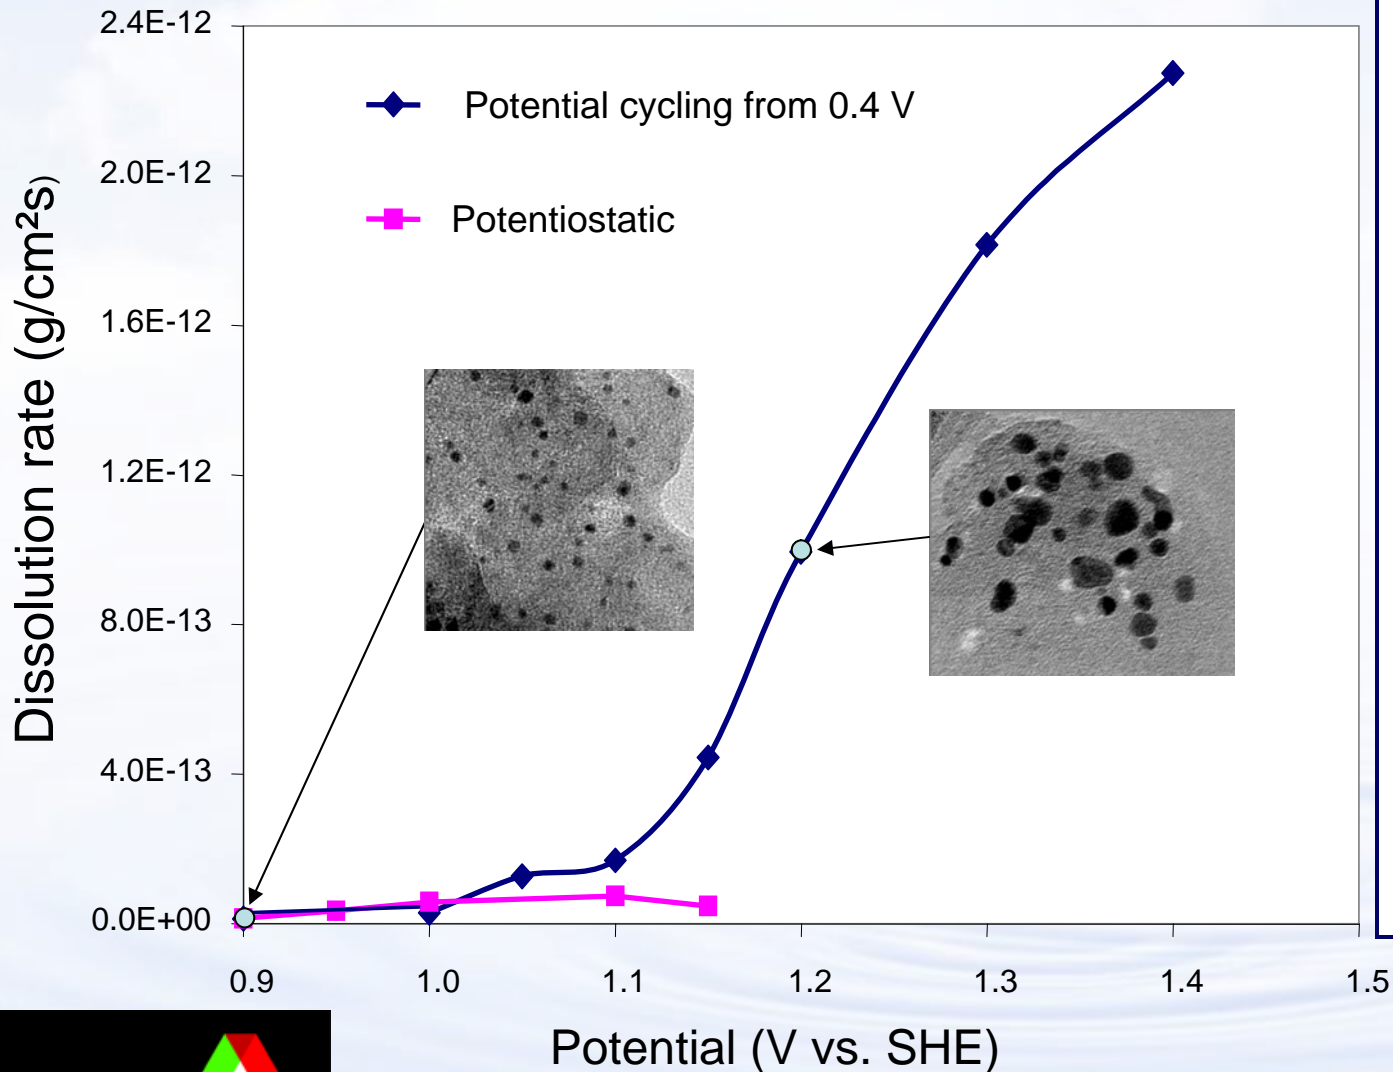 2.4E-12
2.0E-12
1.6E-12
1.2E-12
8.0E-13
4.0E-13
0.0E+00
Dissolution rate (g/cm²s)
Potential cycling from 0.4 V
Potentiostatic
0.9 1.0 1.1 1.2 1.3 1.4 1.5
Potential (V vs. SHE)